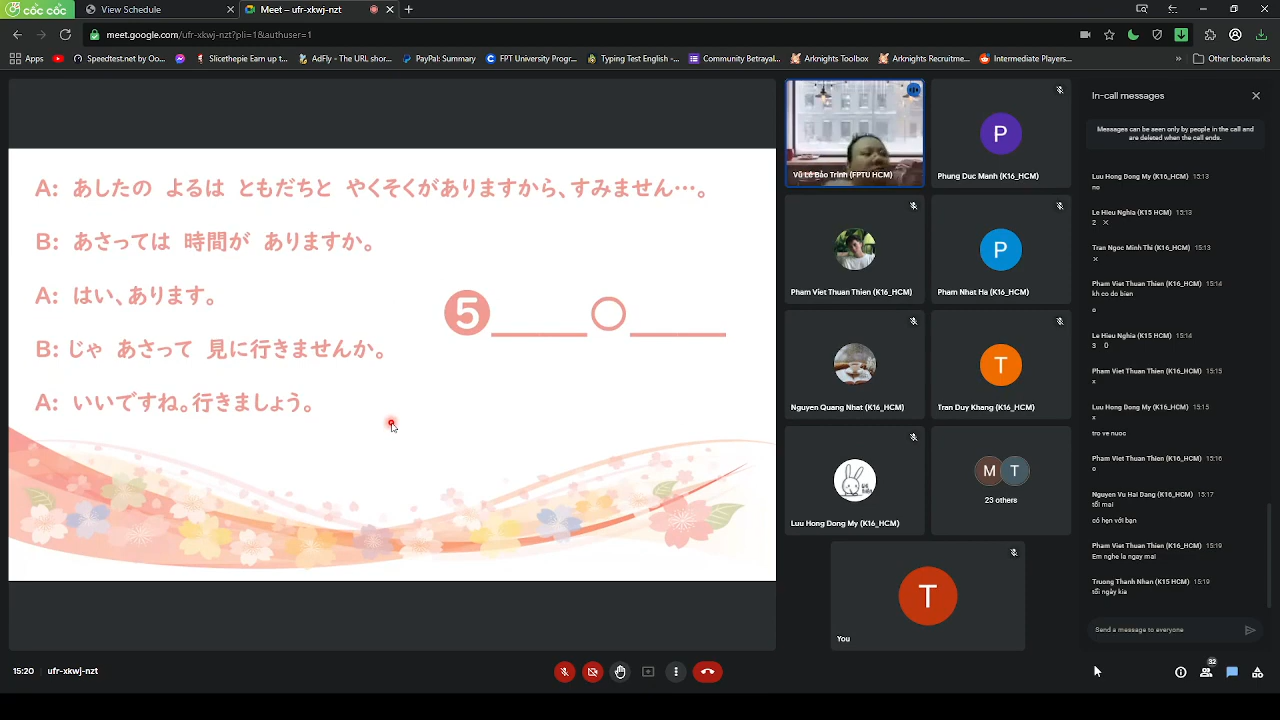 cốc cốc
View Schedule
Meet – ufr-xkwj-nzt
meet.google.com/ufr-xkwj-nzt?pli=1&authuser=1
Apps
Speedtest.net by Oo...
Slicethepie Earn up t...
AdFly - The URL shor...
PayPal: Summary
FPT University Progr...
Typing Test English -...
Community Betrayal...
Arknights Toolbox
Arknights Recruitme...
Intermediate Players...
»
Other bookmarks
A: あしたの よるは ともだちと やくそくがありますから、すみません…。
B: あさっては 時間が ありますか。
A: はい、あります。
B: じゃ あさって 見に行きませんか。
A: いいですね。行きましょう。
5
Vũ Lê Bảo Trinh (FPTU HCM)
P
Phung Duc Manh (K16_HCM)
Pham Viet Thuan Thien (K16_HCM)
P
Pham Nhat Ha (K16_HCM)
Nguyen Quang Nhat (K16_HCM)
T
Tran Duy Khang (K16_HCM)
Luu Hong Dong My (K16_HCM)
M T
23 others
T
You
In-call messages
Messages can be seen only by people in the call and
are deleted when the call ends.
Luu Hong Dong My (K16_HCM) 15:13
no
Le Hieu Nghia (K15 HCM) 15:13
2 X
Tran Ngoc Minh Thi (K16_HCM) 15:13
x
Pham Viet Thuan Thien (K16_HCM) 15:14
kh co do bien
o
Le Hieu Nghia (K15 HCM) 15:14
3 O
Pham Viet Thuan Thien (K16_HCM) 15:15
x
Luu Hong Dong My (K16_HCM) 15:15
x
tro ve nuoc
Pham Viet Thuan Thien (K16_HCM) 15:16
o
Nguyen Vu Hai Dang (K16_HCM) 15:17
tối mai
có hẹn với bạn
Pham Viet Thuan Thien (K16_HCM) 15:19
Em nghe la ngay mai
Truong Thanh Nhan (K15 HCM) 15:19
tối ngày kia
Send a message to everyone
15:20
ufr-xkwj-nzt
32